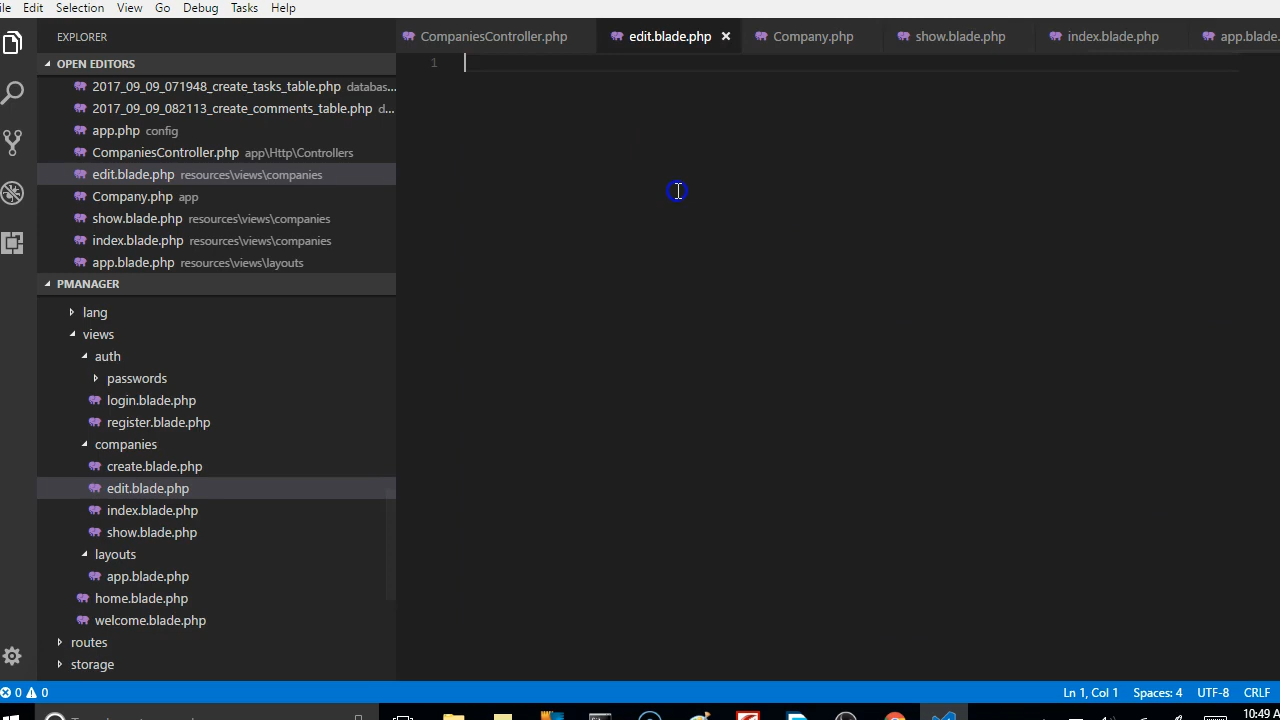 ile Edit Selection View Go Debug Tasks Help
EXPLORER
CompaniesController.php edit.blade.php Company.php show.blade.php index.blade.php app.blade.
OPEN EDITORS
2017_09_09_071948_create_tasks_table.php databas...
2017_09_09_082113_create_comments_table.php d...
app.php config
CompaniesController.php app\Http\Controllers
edit.blade.php resources\views\companies
Company.php app
show.blade.php resources\views\companies
index.blade.php resources\views\companies
app.blade.php resources\views\layouts
1
PMANAGER
lang
views
auth
passwords
login.blade.php
register.blade.php
companies
create.blade.php
edit.blade.php
index.blade.php
show.blade.php
layouts
app.blade.php
home.blade.php
welcome.blade.php
routes
storage
0 0 Ln 1, Col 1 Spaces: 4 UTF-8 CRLF
10:49 A